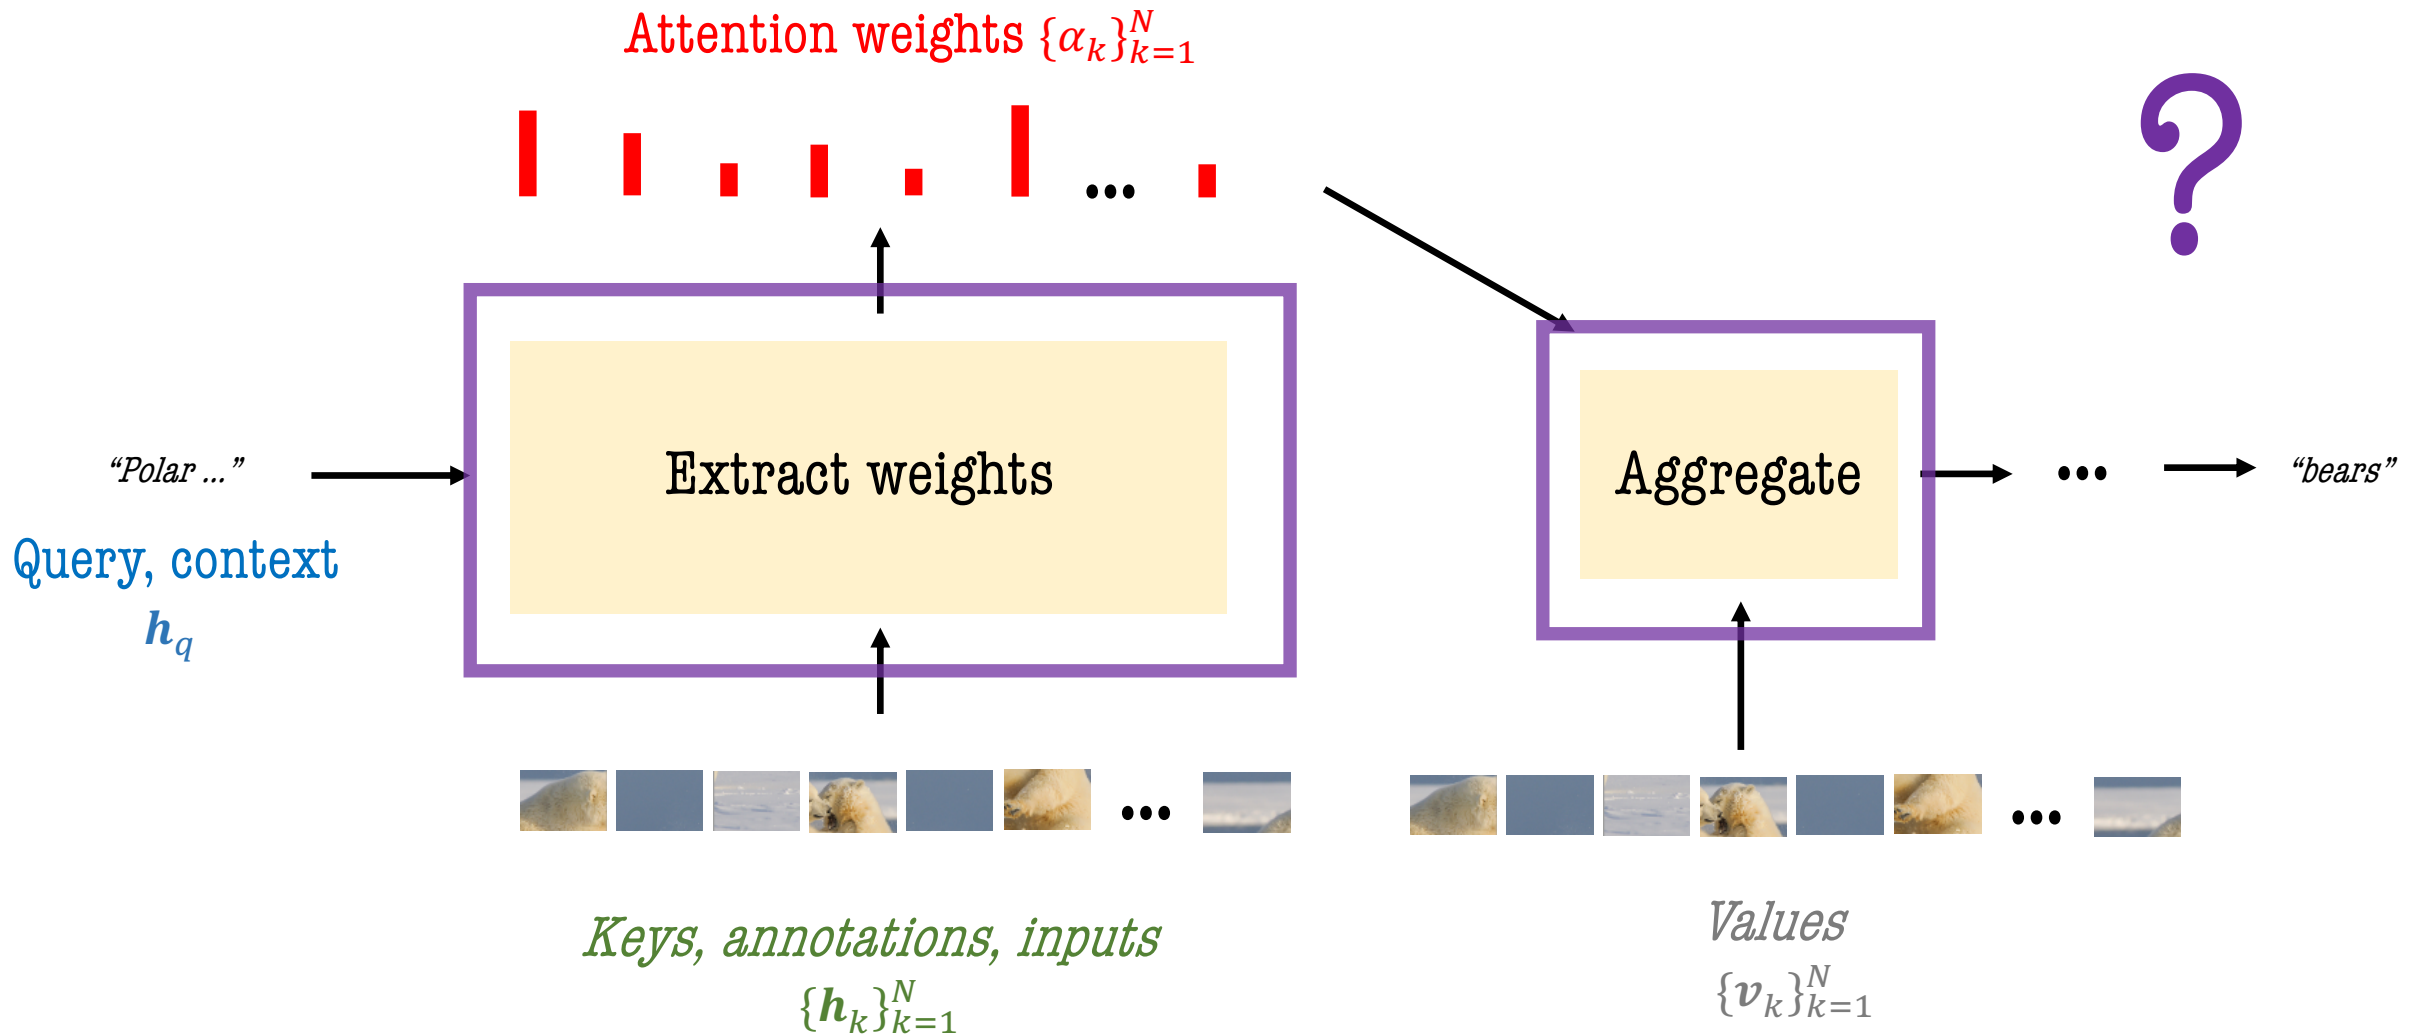 Attention weights {α_k}_{k=1}^N
?
Extract weights
Aggregate
“Polar ...”
...
“bears”
Query, context
h_q
...
...
Keys, annotations, inputs
{h_k}_{k=1}^N
Values
{v_k}_{k=1}^N